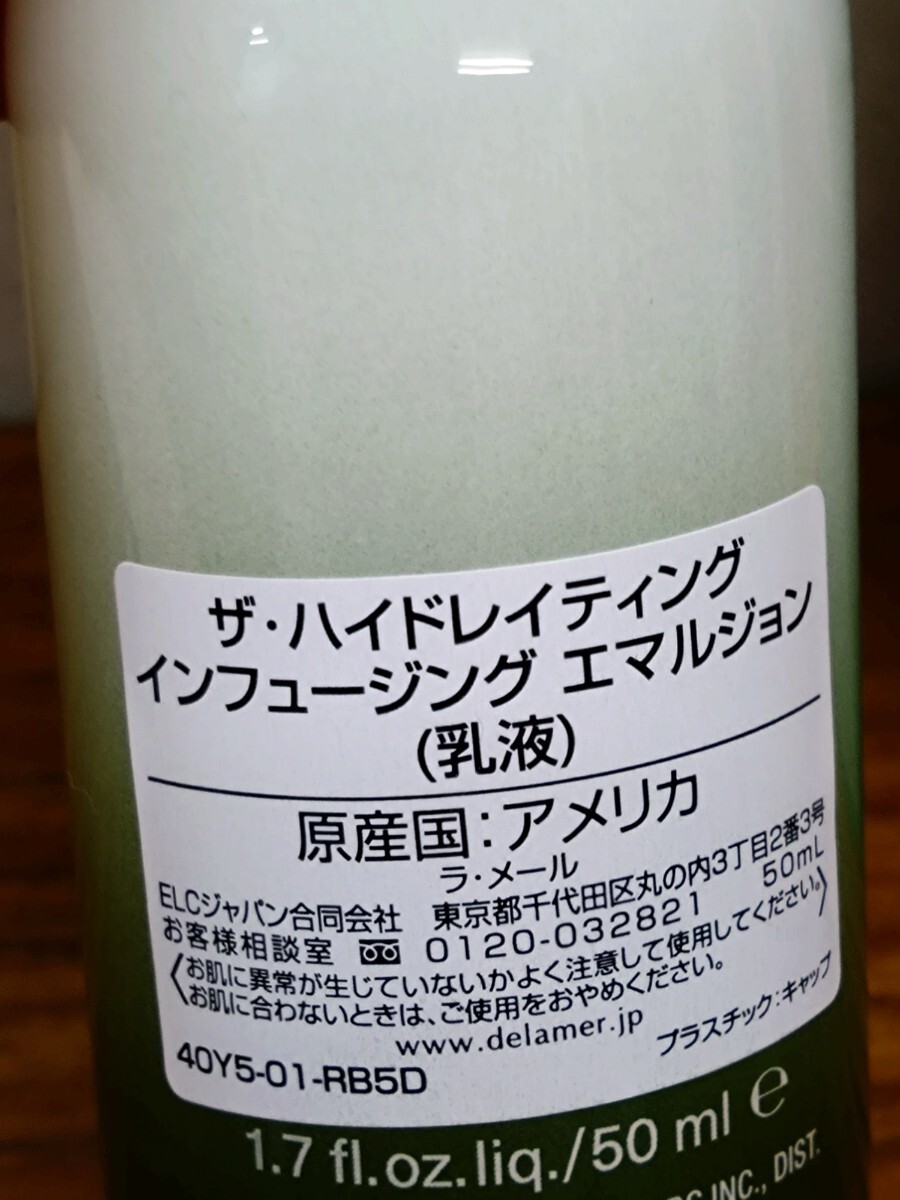 ザ・ハイドレイティング
インフュージング エマルジョン
(乳液)
原産国：アメリカ
ラ・メール
ELCジャパン合同会社 東京都千代田区丸の内3丁目2番3号
お客様相談室 0120-032821 50mL
〈お肌に異常が生じていないかよく注意して使用してください。
お肌に合わないときは、ご使用をおやめください。〉
www.delamer.jp
40Y5-01-RB5D プラスチック：キャップ
1.7 fl.oz.liq./50 ml ℮
INC., DIST.